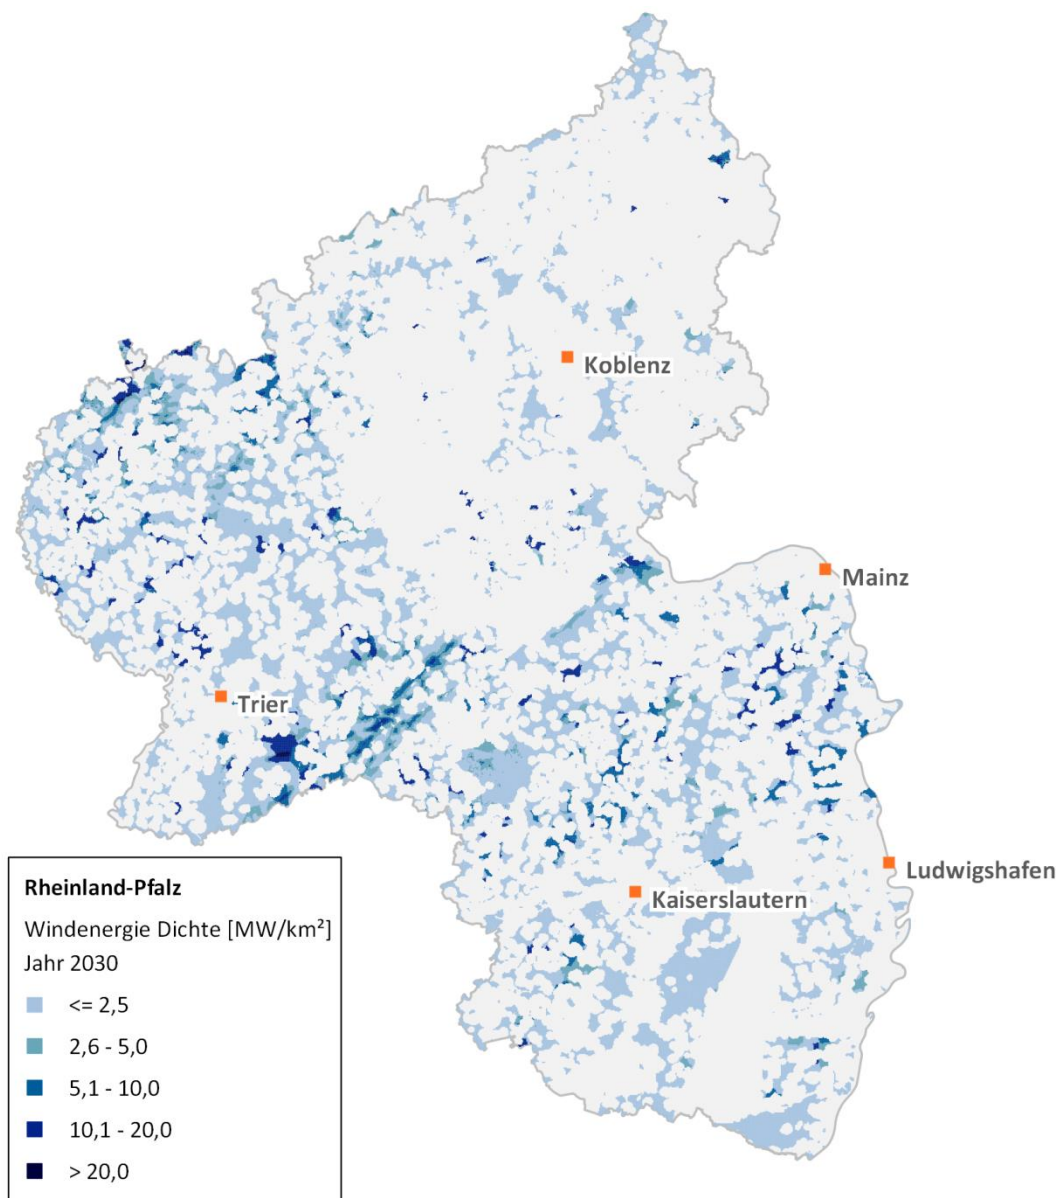 Koblenz
Mainz
Trier
Ludwigshafen
Kaiserslautern
Rheinland-Pfalz
Windenergie Dichte [MW/km²]
Jahr 2030
<= 2,5
2,6 - 5,0
5,1 - 10,0
10,1 - 20,0
> 20,0